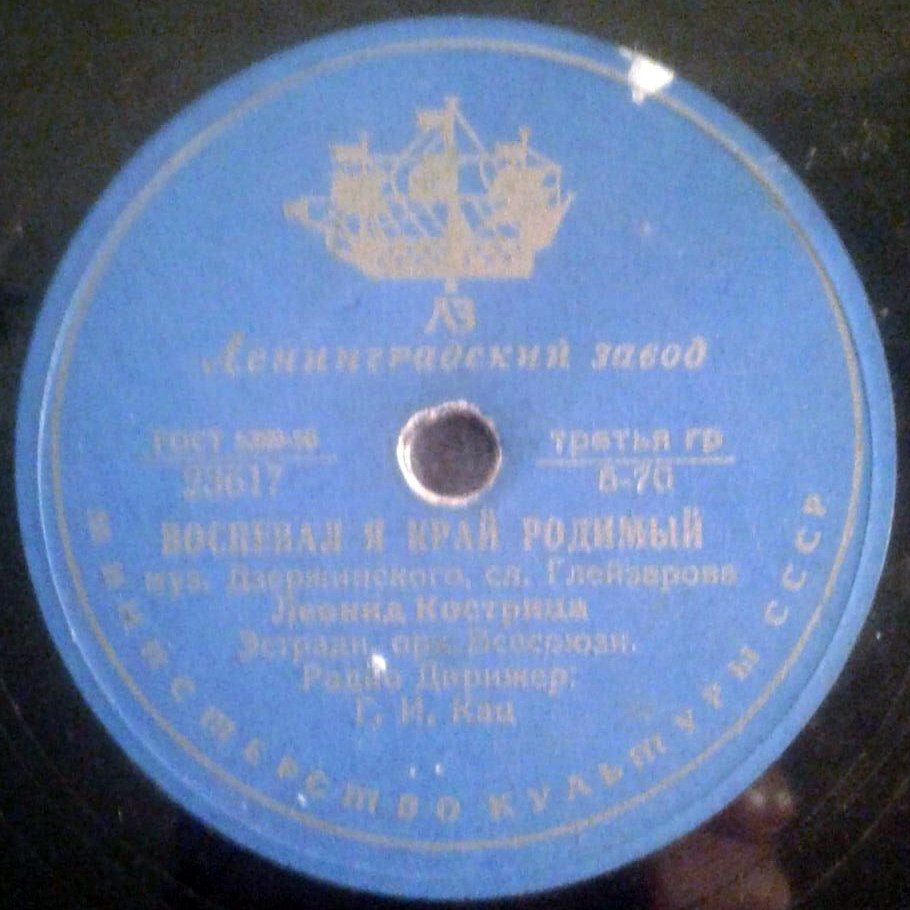 ЛЗ
Ленинградский завод
ГОСТ 5289-50
23617
третья гр
8-70
ВОСПЕВАЛ Я КРАЙ РОДИМЫЙ
муз. Дзержинского, сл. Глейзарова
Леонид Кострица
Эстрадн. орк. Всесоюзн.
Радио Дирижер:
Г. И. Кац
МИНИСТЕРСТВО КУЛЬТУРЫ СССР